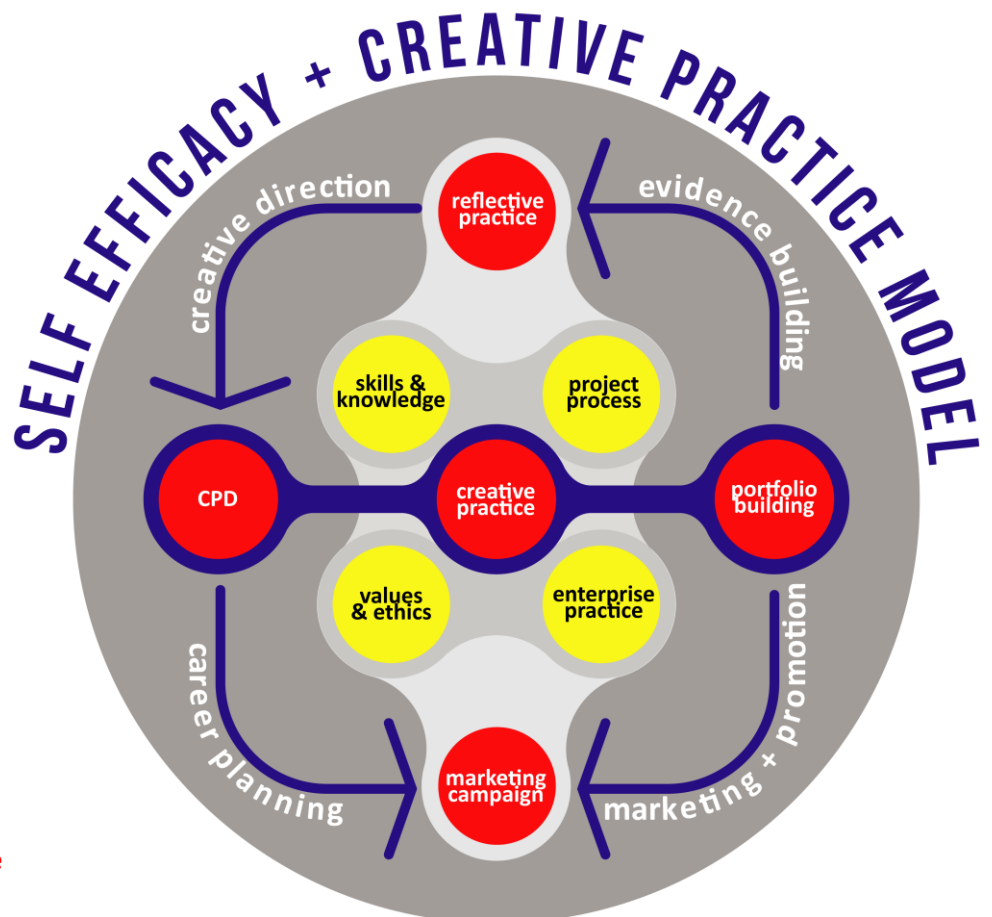 SELF EFFICACY + CREATIVE PRACTICE MODEL
creative direction
evidence building
reflective
practice
skills &
knowledge
project
process
CPD
creative
practice
portfolio
building
values
& ethics
enterprise
practice
career planning
marketing + promotion
marketing
campaign